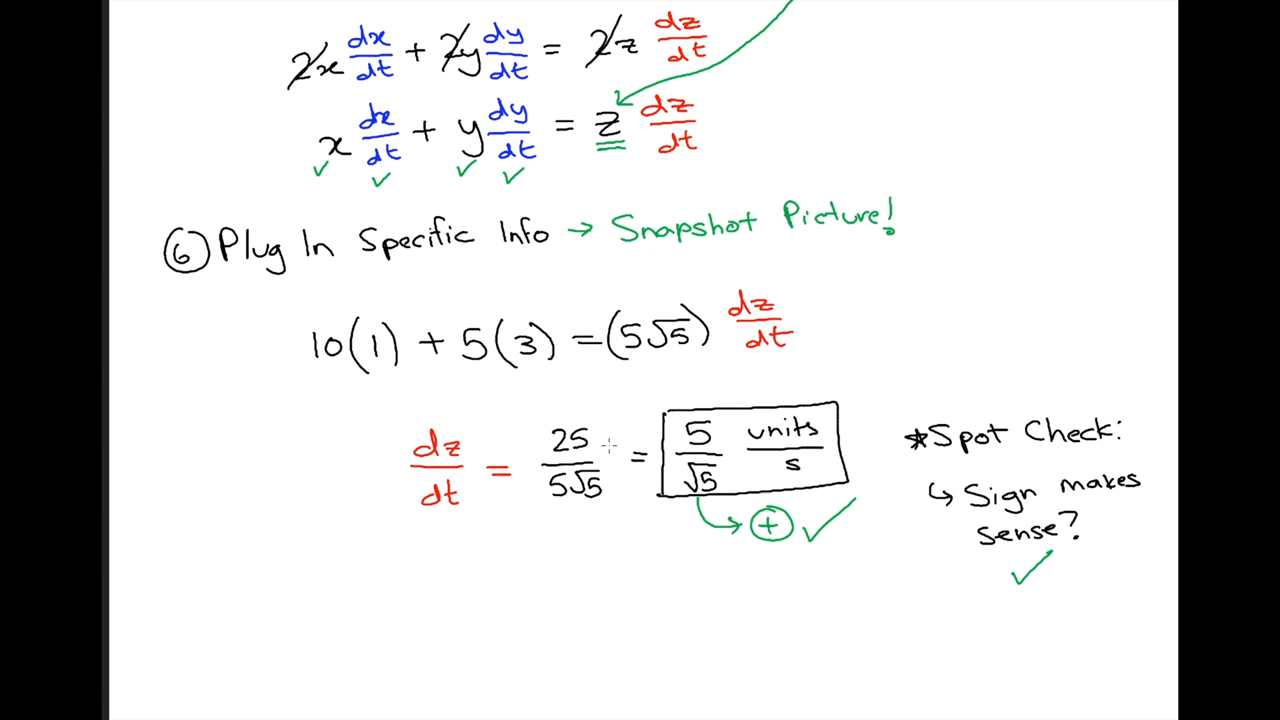 2x dx/dt + 2y dy/dt = 2z dz/dt
x dx/dt + y dy/dt = z dz/dt
✓ ✓ ✓ ✓
⑥ Plug In Specific Info → Snapshot Picture!
10(1) + 5(3) = (5√5) dz/dt
dz/dt = 25/5√5 = 5/√5 units/s
→ ⊕ ✓
*Spot Check:
↳ Sign makes
sense?
✓